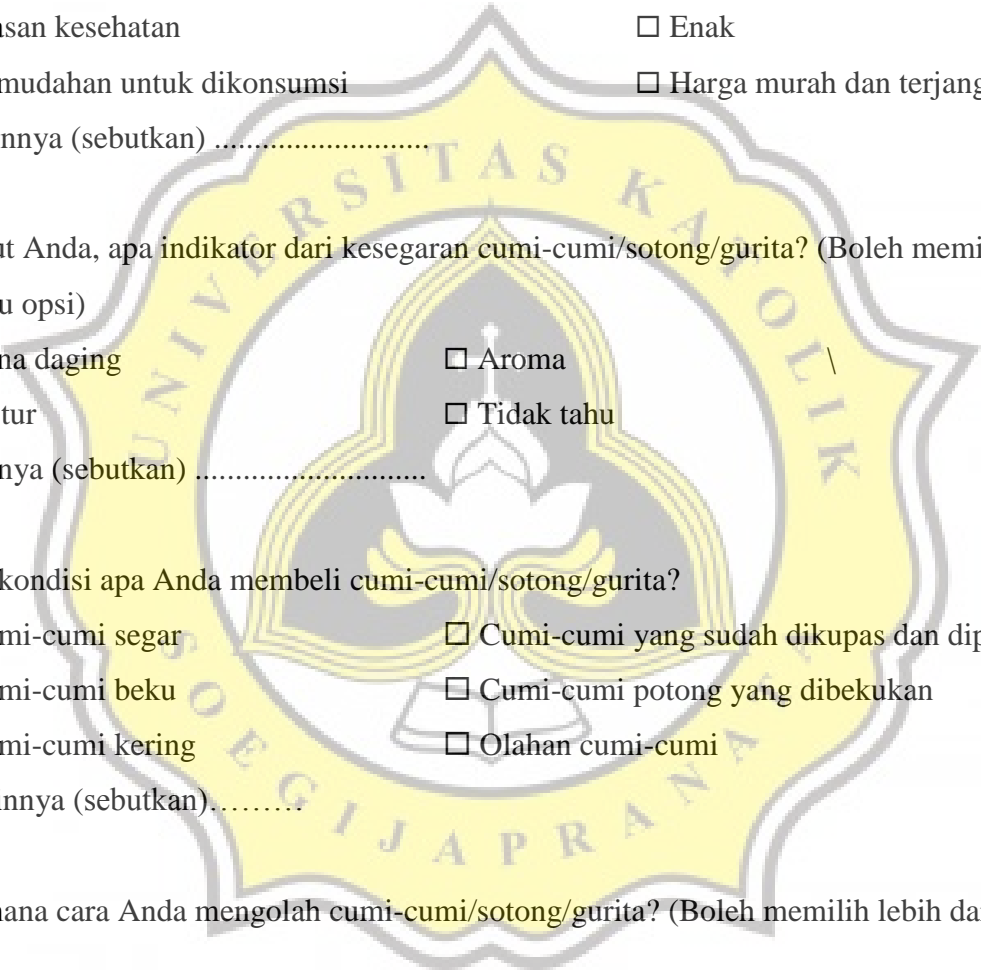 asan kesehatan ☐ Enak
mudahan untuk dikonsumsi ☐ Harga murah dan terjang
innya (sebutkan) ..........................
ut Anda, apa indikator dari kesegaran cumi-cumi/sotong/gurita? (Boleh memi
u opsi)
na daging ☐ Aroma \
tur ☐ Tidak tahu
nya (sebutkan) ............................
kondisi apa Anda membeli cumi-cumi/sotong/gurita?
mi-cumi segar ☐ Cumi-cumi yang sudah dikupas dan dip
mi-cumi beku ☐ Cumi-cumi potong yang dibekukan
mi-cumi kering ☐ Olahan cumi-cumi
innya (sebutkan)………
nana cara Anda mengolah cumi-cumi/sotong/gurita? (Boleh memilih lebih da
UNIVERSITAS KATOLIK
SOEGIJAPRANATA